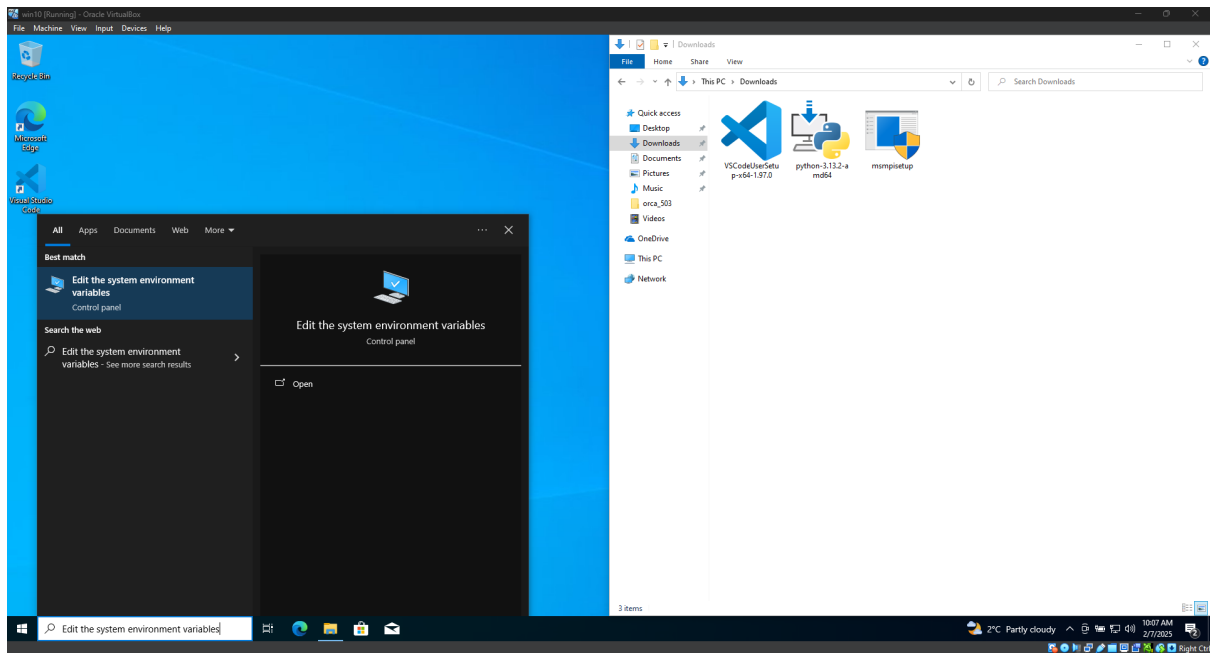 win10 [Running] - Oracle VirtualBox
File Machine View Input Devices Help
Recycle Bin
Microsoft
Edge
Visual Studio
Code
All Apps Documents Web More
Best match
Edit the system environment
variables
Control panel
Search the web
Edit the system environment
variables - See more search results
Edit the system environment variables
Control panel
Open
Downloads
File Home Share View
This PC Downloads
Search Downloads
Quick access
Desktop
Downloads
Documents
Pictures
Music
orca_503
Videos
OneDrive
This PC
Network
VSCodeUserSetu
p-x64-1.97.0
python-3.13.2-a
md64
msmpisetup
3 items
Edit the system environment variables
2°C Partly cloudy
10:07 AM
2/7/2025
2
Right Ctrl